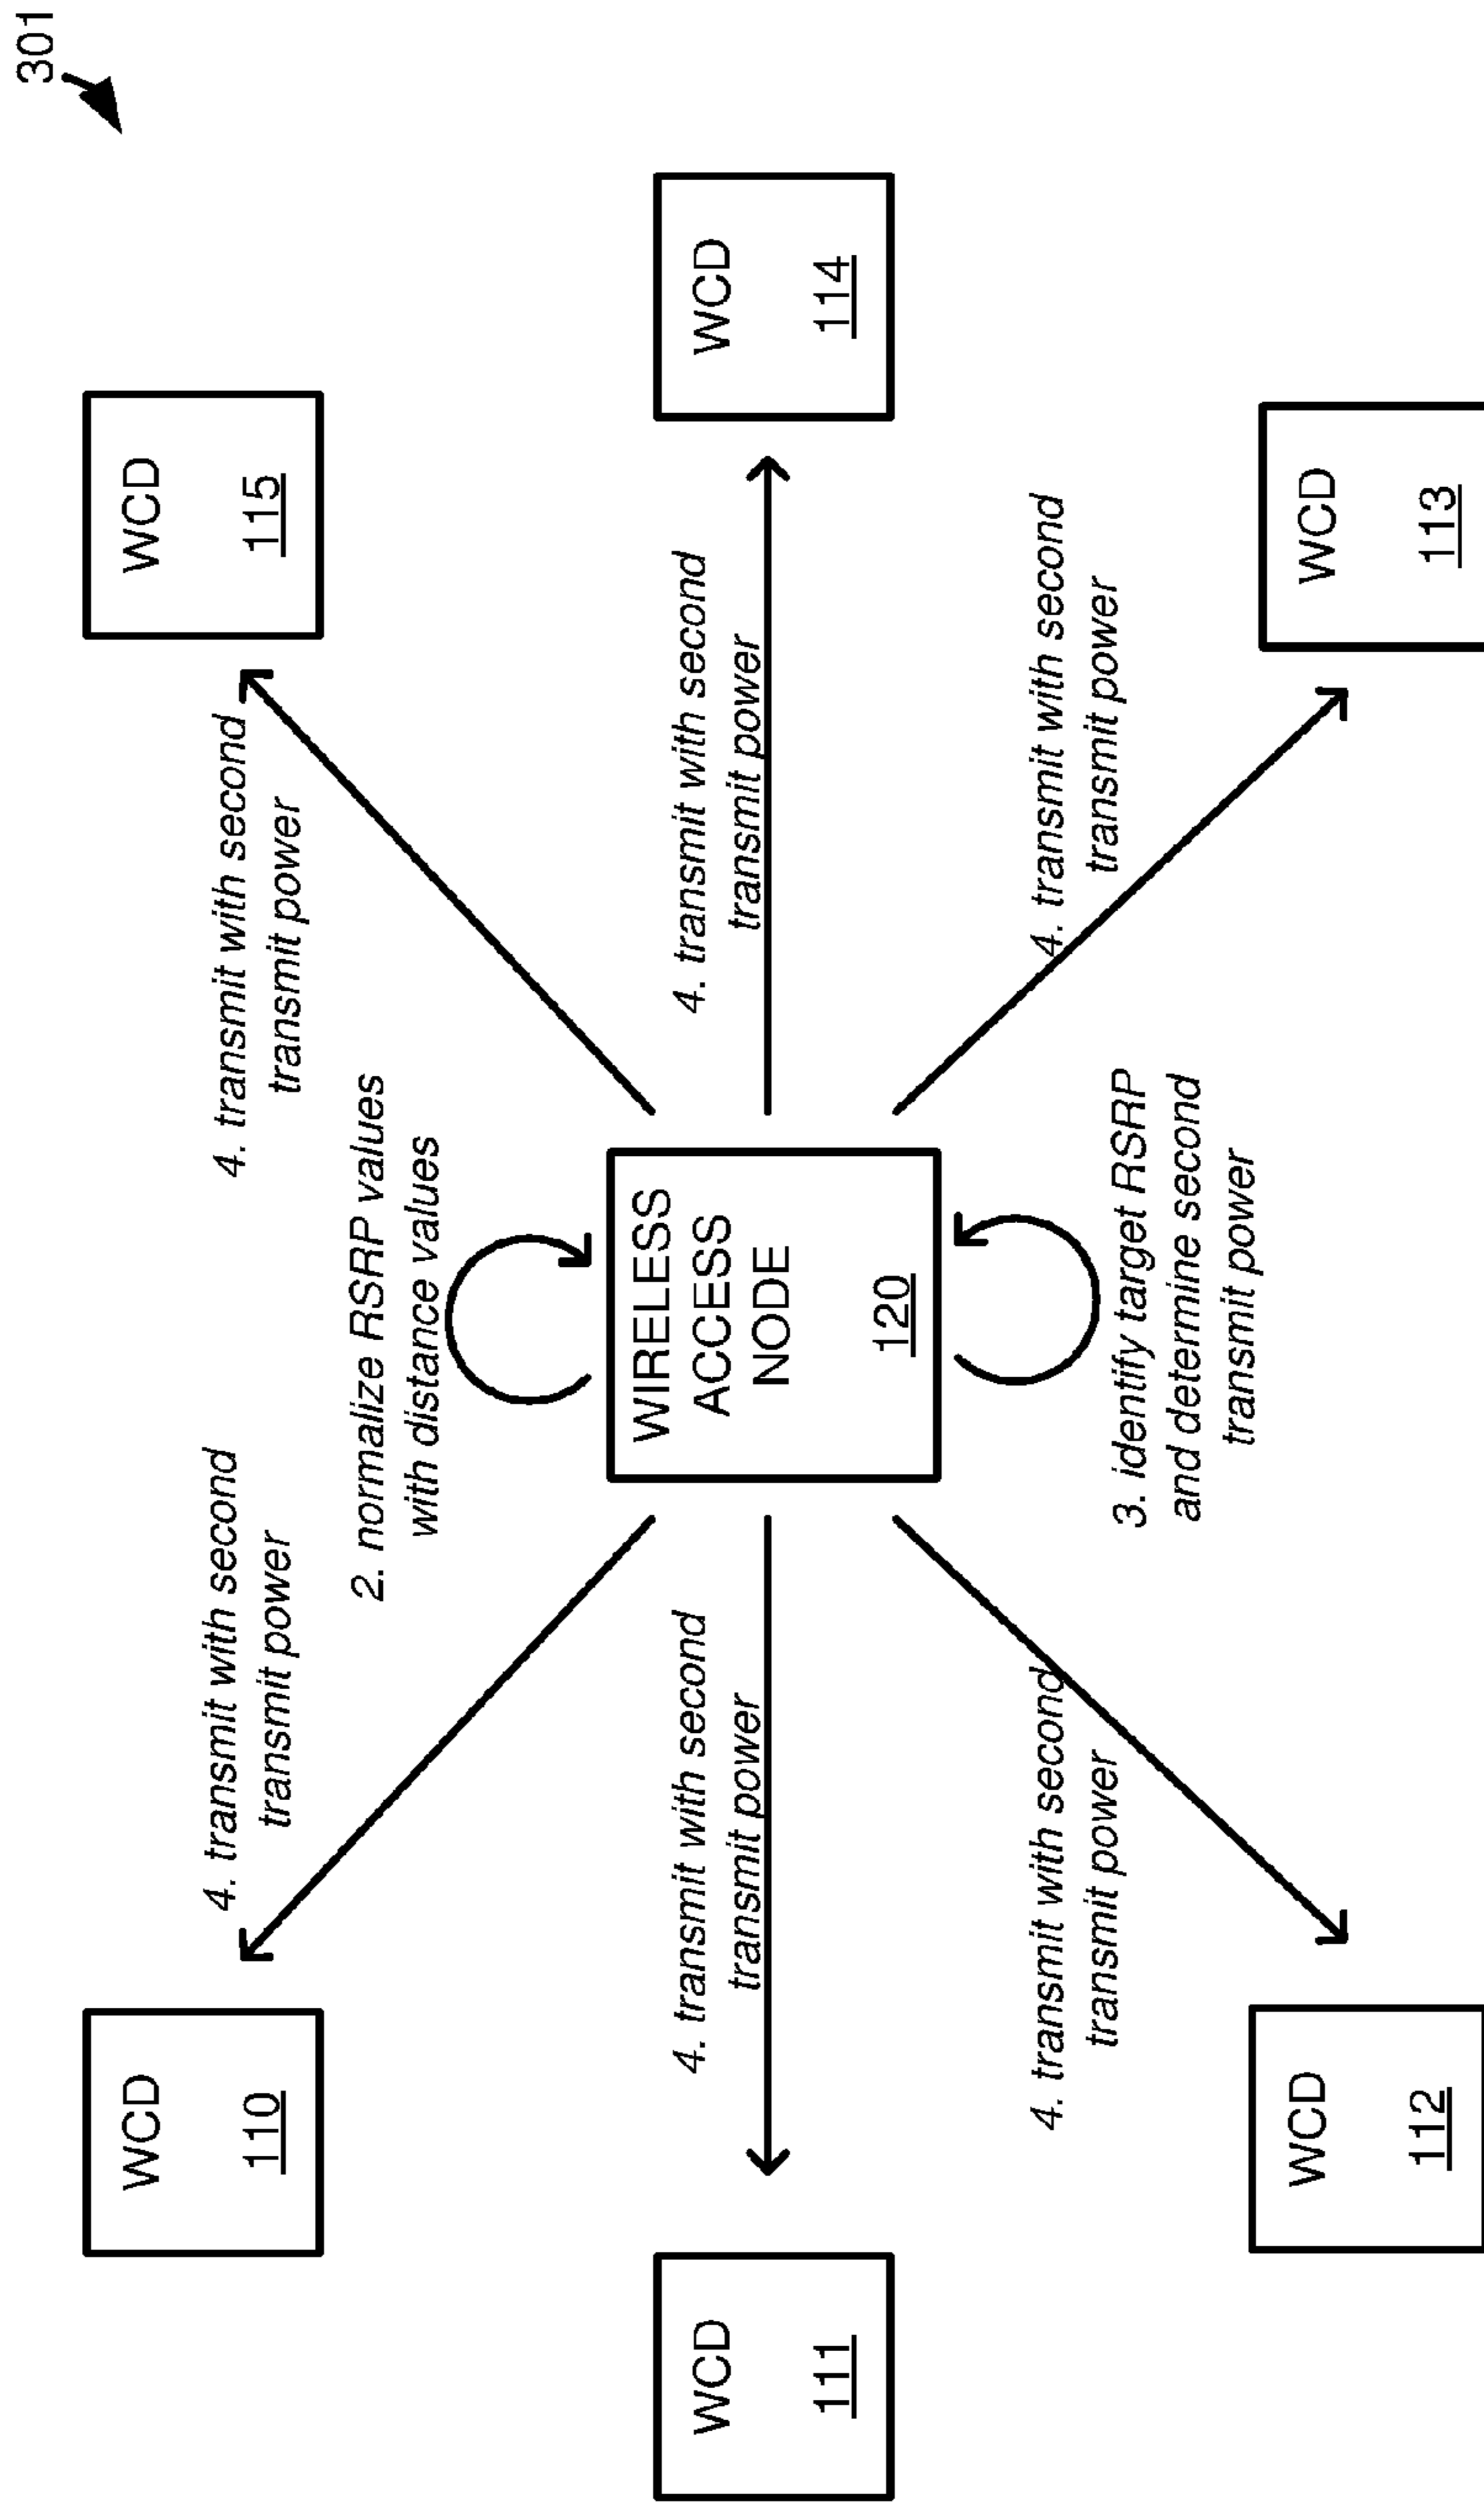 301
WCD
110
4. transmit with second
transmit power
4. transmit with second
transmit power
WCD
115
2. normalize RSRP values
with distance values
WCD
111
4. transmit with second
transmit power
WIRELESS
ACCESS
NODE
120
4. transmit with second
transmit power
WCD
114
4. transmit with second
transmit power
3. identify target RSRP
and determine second
transmit power
4. transmit with second
transmit power
WCD
112
WCD
113